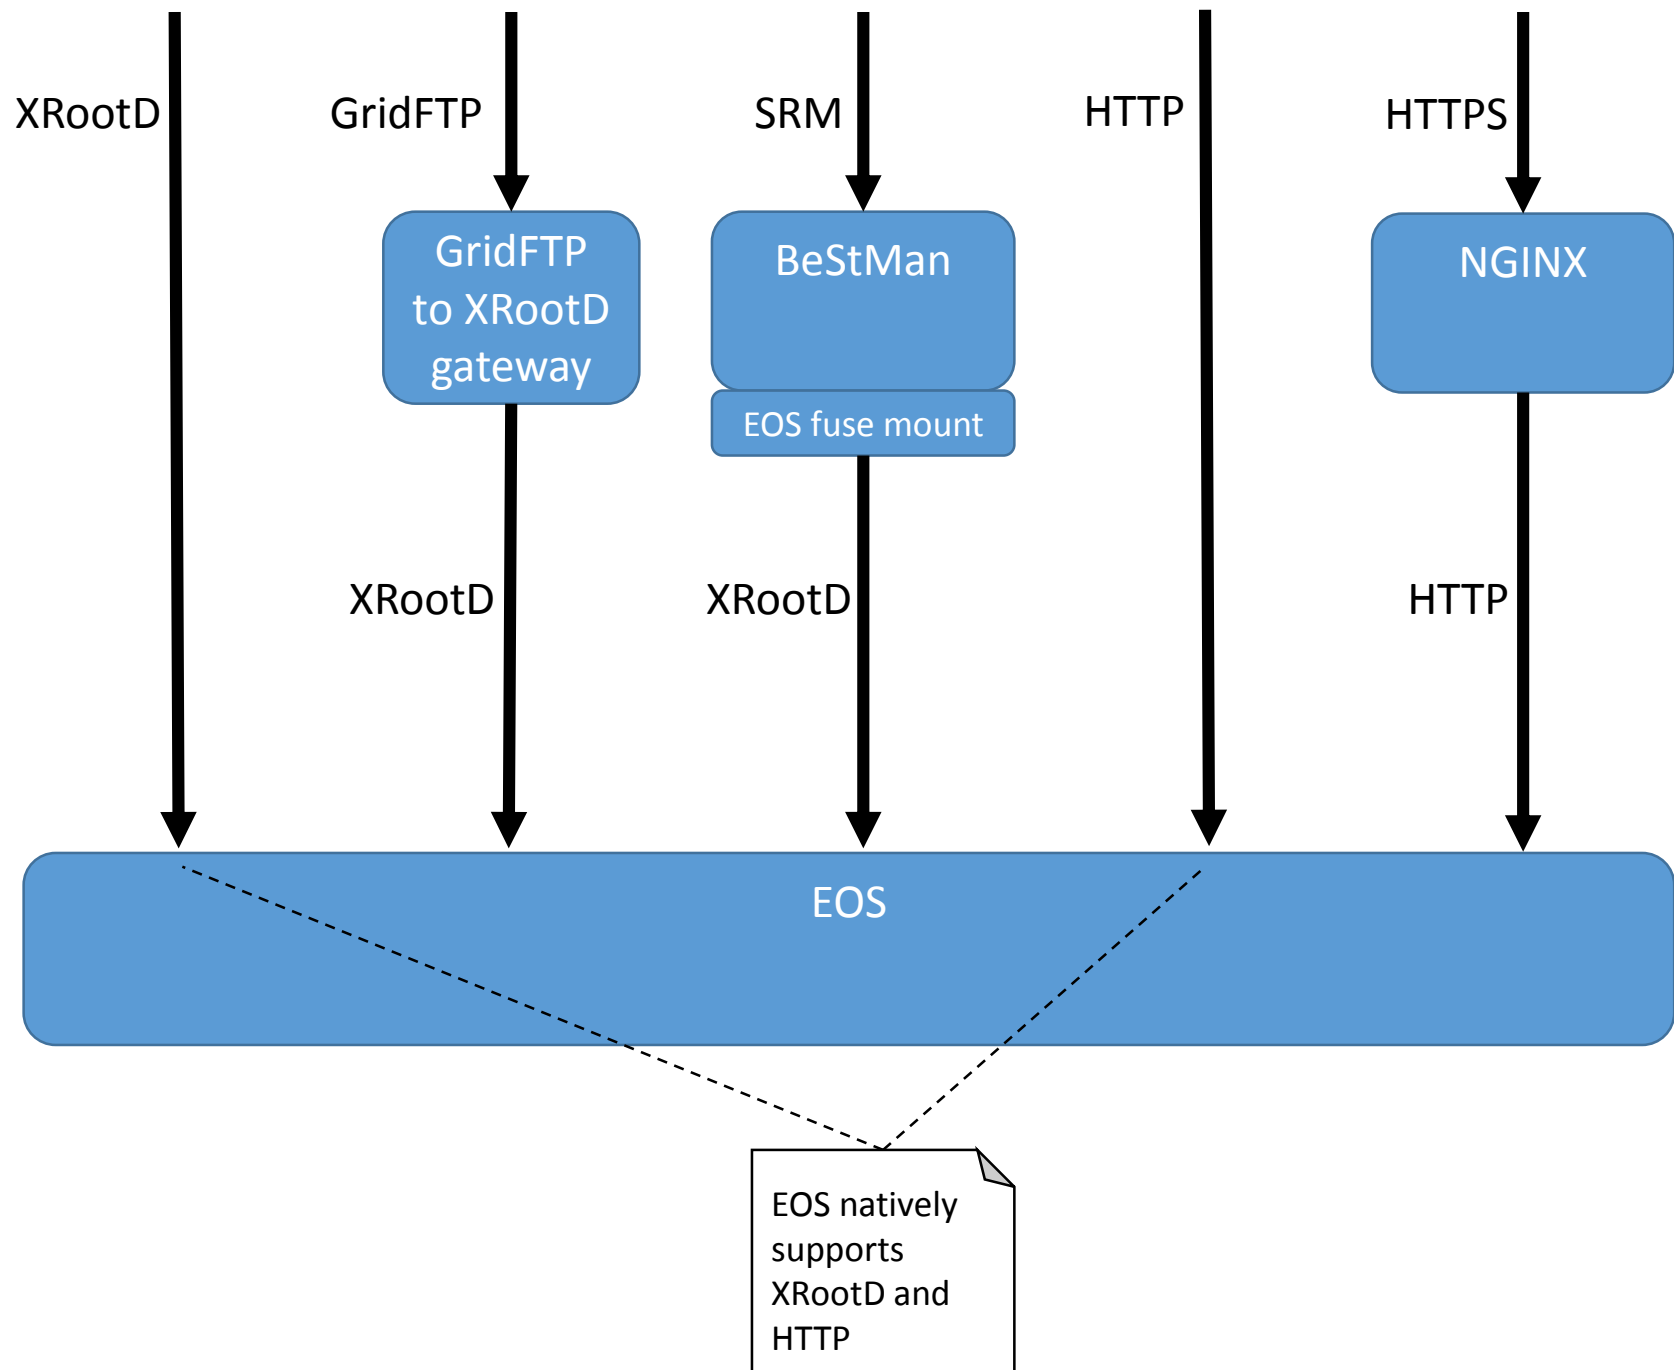 XRootD
GridFTP
SRM
HTTP
HTTPS
GridFTP
to XRootD
gateway
BeStMan
EOS fuse mount
NGINX
XRootD
XRootD
HTTP
EOS
EOS natively
supports
XRootD and
HTTP